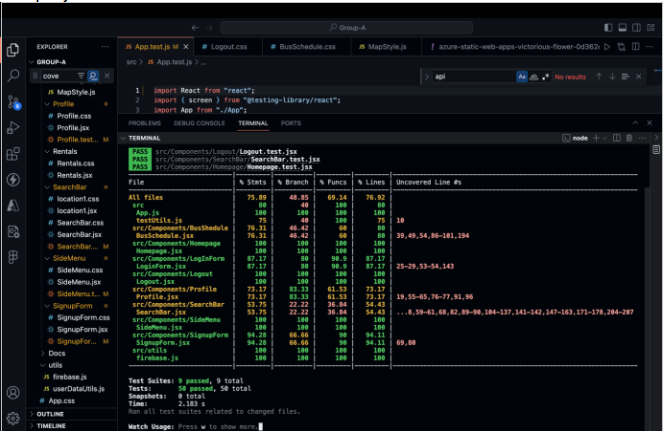 Group-A
EXPLORER
App.test.js M
Logout.css
BusSchedule.css
MapStyle.js
azure-static-web-apps-victorious-flower-0d362
GROUP-A
src > App.test.js > ...
cove
api
Aa
ab
No results
MapStyle.js
Profile
Profile.css
Profile.jsx
Profile.test... M
Rentals
Rentals.css
Rentals.jsx
SearchBar
location1.css
location1.jsx
SearchBar.css
SearchBar.jsx
SearchBar... M
SideMenu
SideMenu.css
SideMenu.jsx
SideMenu.t... M
SignupForm
SignupForm.css
SignupForm.jsx
SignupFor... M
Docs
utils
firebase.js
userDataUtils.js
App.css
OUTLINE
TIMELINE
1 import React from "react";
2 import { screen } from "@testing-library/react";
3 import App from "./App";
PROBLEMS DEBUG CONSOLE TERMINAL PORTS
TERMINAL
node
PASS src/Components/Logout/Logout.test.jsx
PASS src/Components/SearchBar/SearchBar.test.jsx
PASS src/Components/Homepage/Homepage.test.jsx
File | % Stmts | % Branch | % Funcs | % Lines | Uncovered Line #s
All files | 75.89 | 48.85 | 69.14 | 76.92 |
src | 80 | 40 | 100 | 80 |
App.js | 100 | 100 | 100 | 100 |
testUtils.js | 75 | 40 | 100 | 75 | 10
src/Components/BusShedule | 76.31 | 46.42 | 60 | 80 |
BusSchedule.jsx | 76.31 | 46.42 | 60 | 80 | 39,49,54,86-101,194
src/Components/Homepage | 100 | 100 | 100 | 100 |
Homepage.jsx | 100 | 100 | 100 | 100 |
src/Components/LogInForm | 87.17 | 80 | 90.9 | 87.17 |
LoginForm.jsx | 87.17 | 80 | 90.9 | 87.17 | 25-29,53-54,143
src/Components/Logout | 100 | 100 | 100 | 100 |
Logout.jsx | 100 | 100 | 100 | 100 |
src/Components/Profile | 73.17 | 83.33 | 61.53 | 73.17 |
Profile.jsx | 73.17 | 83.33 | 61.53 | 73.17 | 19,55-65,76-77,91,96
src/Components/SearchBar | 53.75 | 22.22 | 36.84 | 54.43 |
SearchBar.jsx | 53.75 | 22.22 | 36.84 | 54.43 | ...8,59-61,68,82,89-90,104-137,141-142,147-163,171-178,204-207
src/Components/SideMenu | 100 | 100 | 100 | 100 |
SideMenu.jsx | 100 | 100 | 100 | 100 |
src/Components/SignupForm | 94.28 | 66.66 | 90 | 94.11 |
SignupForm.jsx | 94.28 | 66.66 | 90 | 94.11 | 69,80
src/utils | 100 | 100 | 100 | 100 |
firebase.js | 100 | 100 | 100 | 100 |
Test Suites: 9 passed, 9 total
Tests: 50 passed, 50 total
Snapshots: 0 total
Time: 2.183 s
Ran all test suites related to changed files.
Watch Usage: Press w to show more.